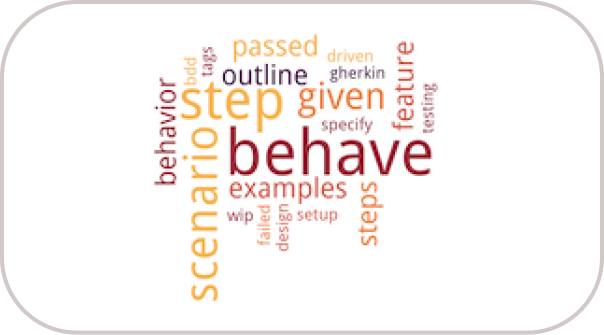 passed
driven
tags
bdd
outline
gherkin
feature
behavior
step
given
testing
specify
scenario
behave
examples
steps
wip
failed
design
setup